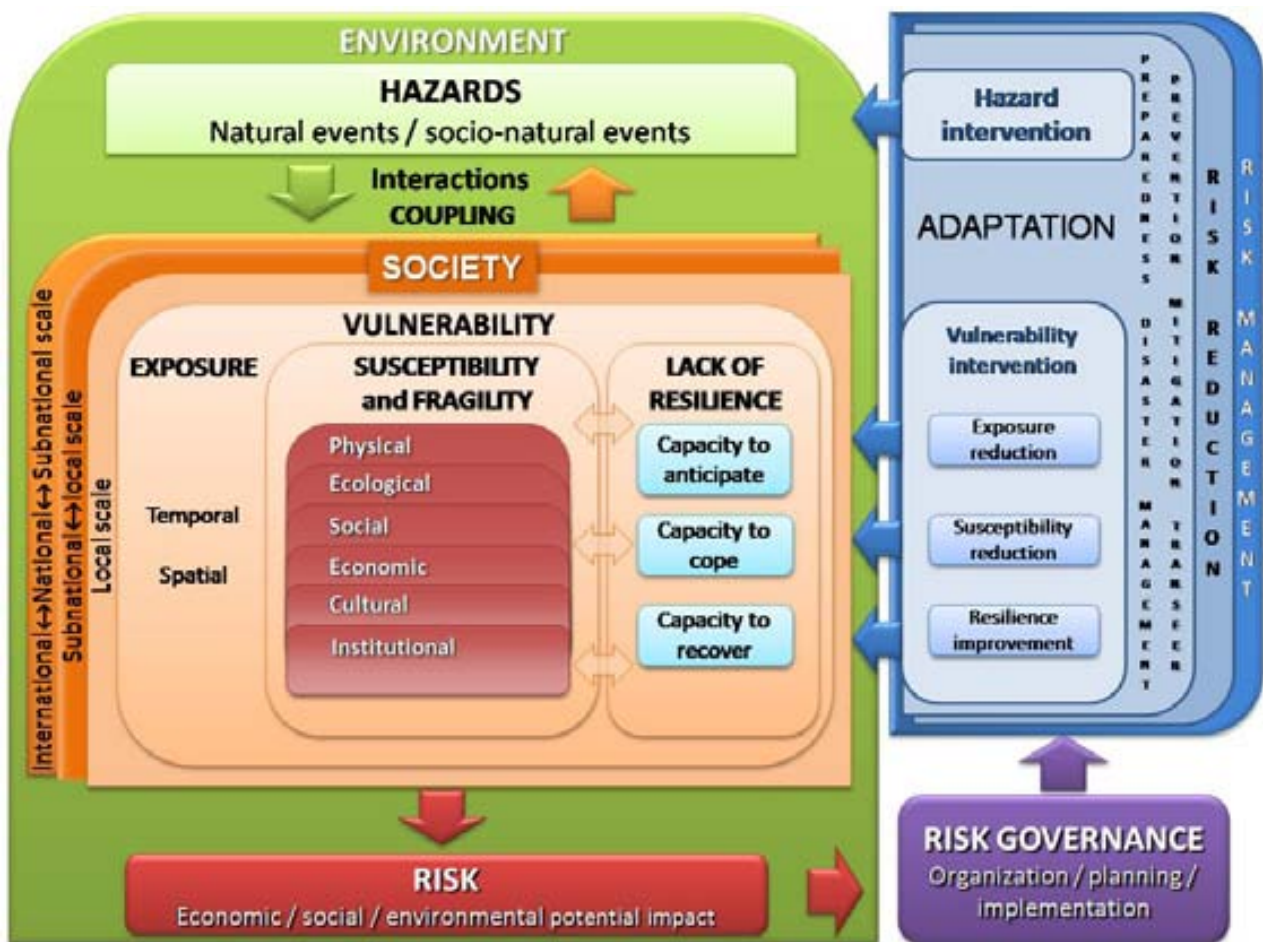 ENVIRONMENT
HAZARDS
Natural events / socio-natural events
Interactions
COUPLING
SOCIETY
International↔National↔Subnational scale
Subnational↔local scale
Local scale
VULNERABILITY
EXPOSURE
Temporal
Spatial
SUSCEPTIBILITY
and FRAGILITY
Physical
Ecological
Social
Economic
Cultural
Institutional
LACK OF
RESILIENCE
Capacity to
anticipate
Capacity to
cope
Capacity to
recover
RISK
Economic / social / environmental potential impact
Hazard
intervention
ADAPTATION
Vulnerability
intervention
Exposure
reduction
Susceptibility
reduction
Resilience
improvement
PREPAREDNESS DISASTER MANAGEMENT
PREVENTION MITIGATION TRANSFER
RISK REDUCTION
RISK MANAGEMENT
RISK GOVERNANCE
Organization / planning /
implementation